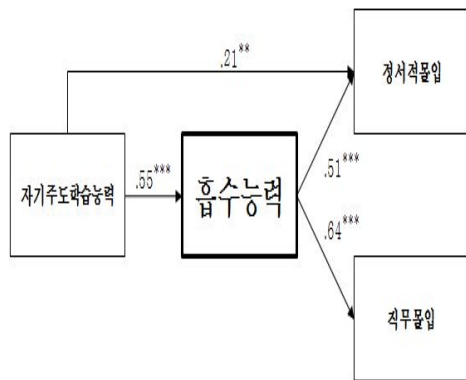 .21**
정서적몰입
자기주도학습능력
.55***
흡수능력
.51***
.64***
직무몰입